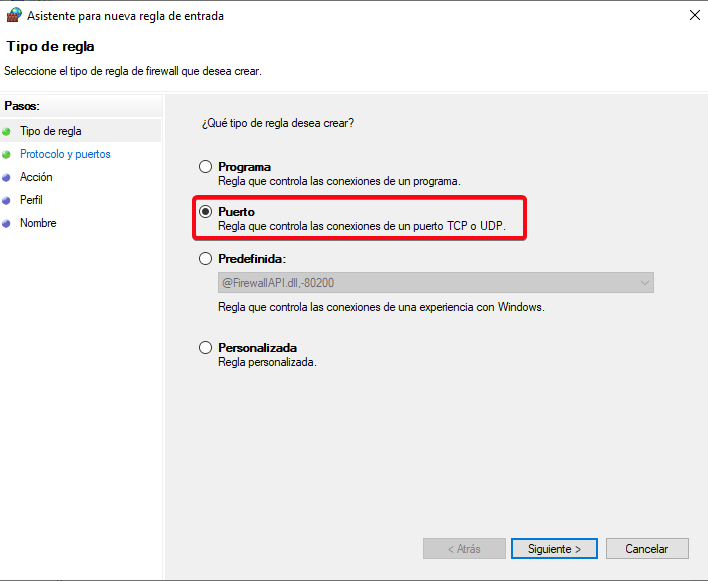 Asistente para nueva regla de entrada
Tipo de regla
Seleccione el tipo de regla de firewall que desea crear.
Pasos:
Tipo de regla
Protocolo y puertos
Acción
Perfil
Nombre
¿Qué tipo de regla desea crear?
Programa
Regla que controla las conexiones de un programa.
Puerto
Regla que controla las conexiones de un puerto TCP o UDP.
Predefinida:
@FirewallAPI.dll,-80200
Regla que controla las conexiones de una experiencia con Windows.
Personalizada
Regla personalizada.
< Atrás
Siguiente >
Cancelar